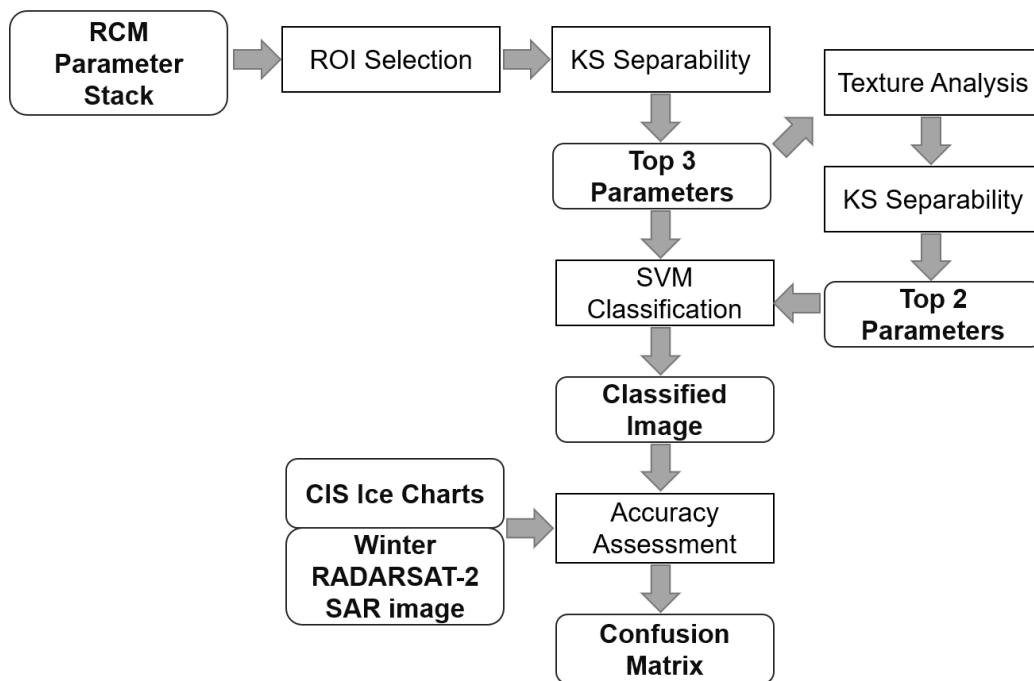 RCM
Parameter
Stack
ROI Selection
KS Separability
Texture Analysis
Top 3
Parameters
KS Separability
SVM
Classification
Top 2
Parameters
Classified
Image
CIS Ice Charts
Winter
RADARSAT-2
SAR image
Accuracy
Assessment
Confusion
Matrix